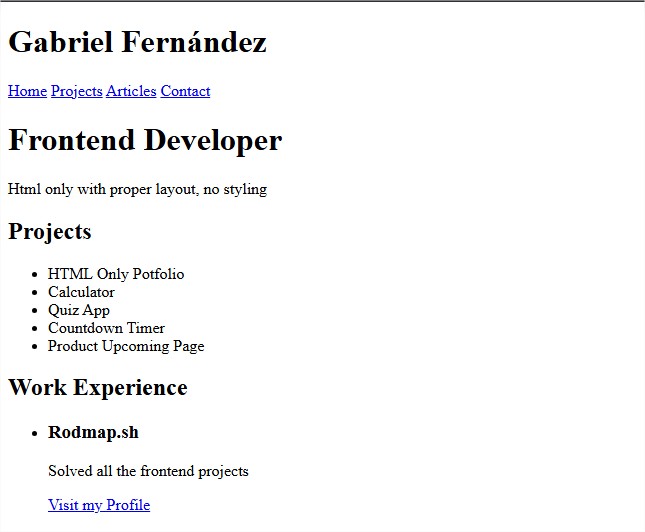 Gabriel Fernández
Home Projects Articles Contact
Frontend Developer
Html only with proper layout, no styling
Projects
HTML Only Potfolio
Calculator
Quiz App
Countdown Timer
Product Upcoming Page
Work Experience
Rodmap.sh
Solved all the frontend projects
Visit my Profile